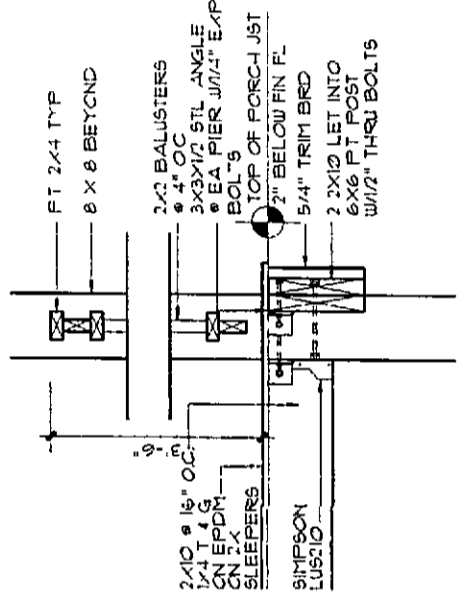 PT 2X4 TYP
8 X 8 BEYOND
2X2 BALUSTERS
@ 4" OC
3X3X1/2 STL ANGLE
@ EA PIER W/1/4" EXP
BOLTS
TOP OF PORCH JST
2" BELOW FIN FL
5/4" TRIM BRD
2 2X10 LET INTO
6X6 PT POST
W/1/2" THRU BOLTS
3'-6"
2X10 @ 16" O.C.
1X4 T & G
ON EPDM
ON 2X
SLEEPERS
SIMPSON
LUS210